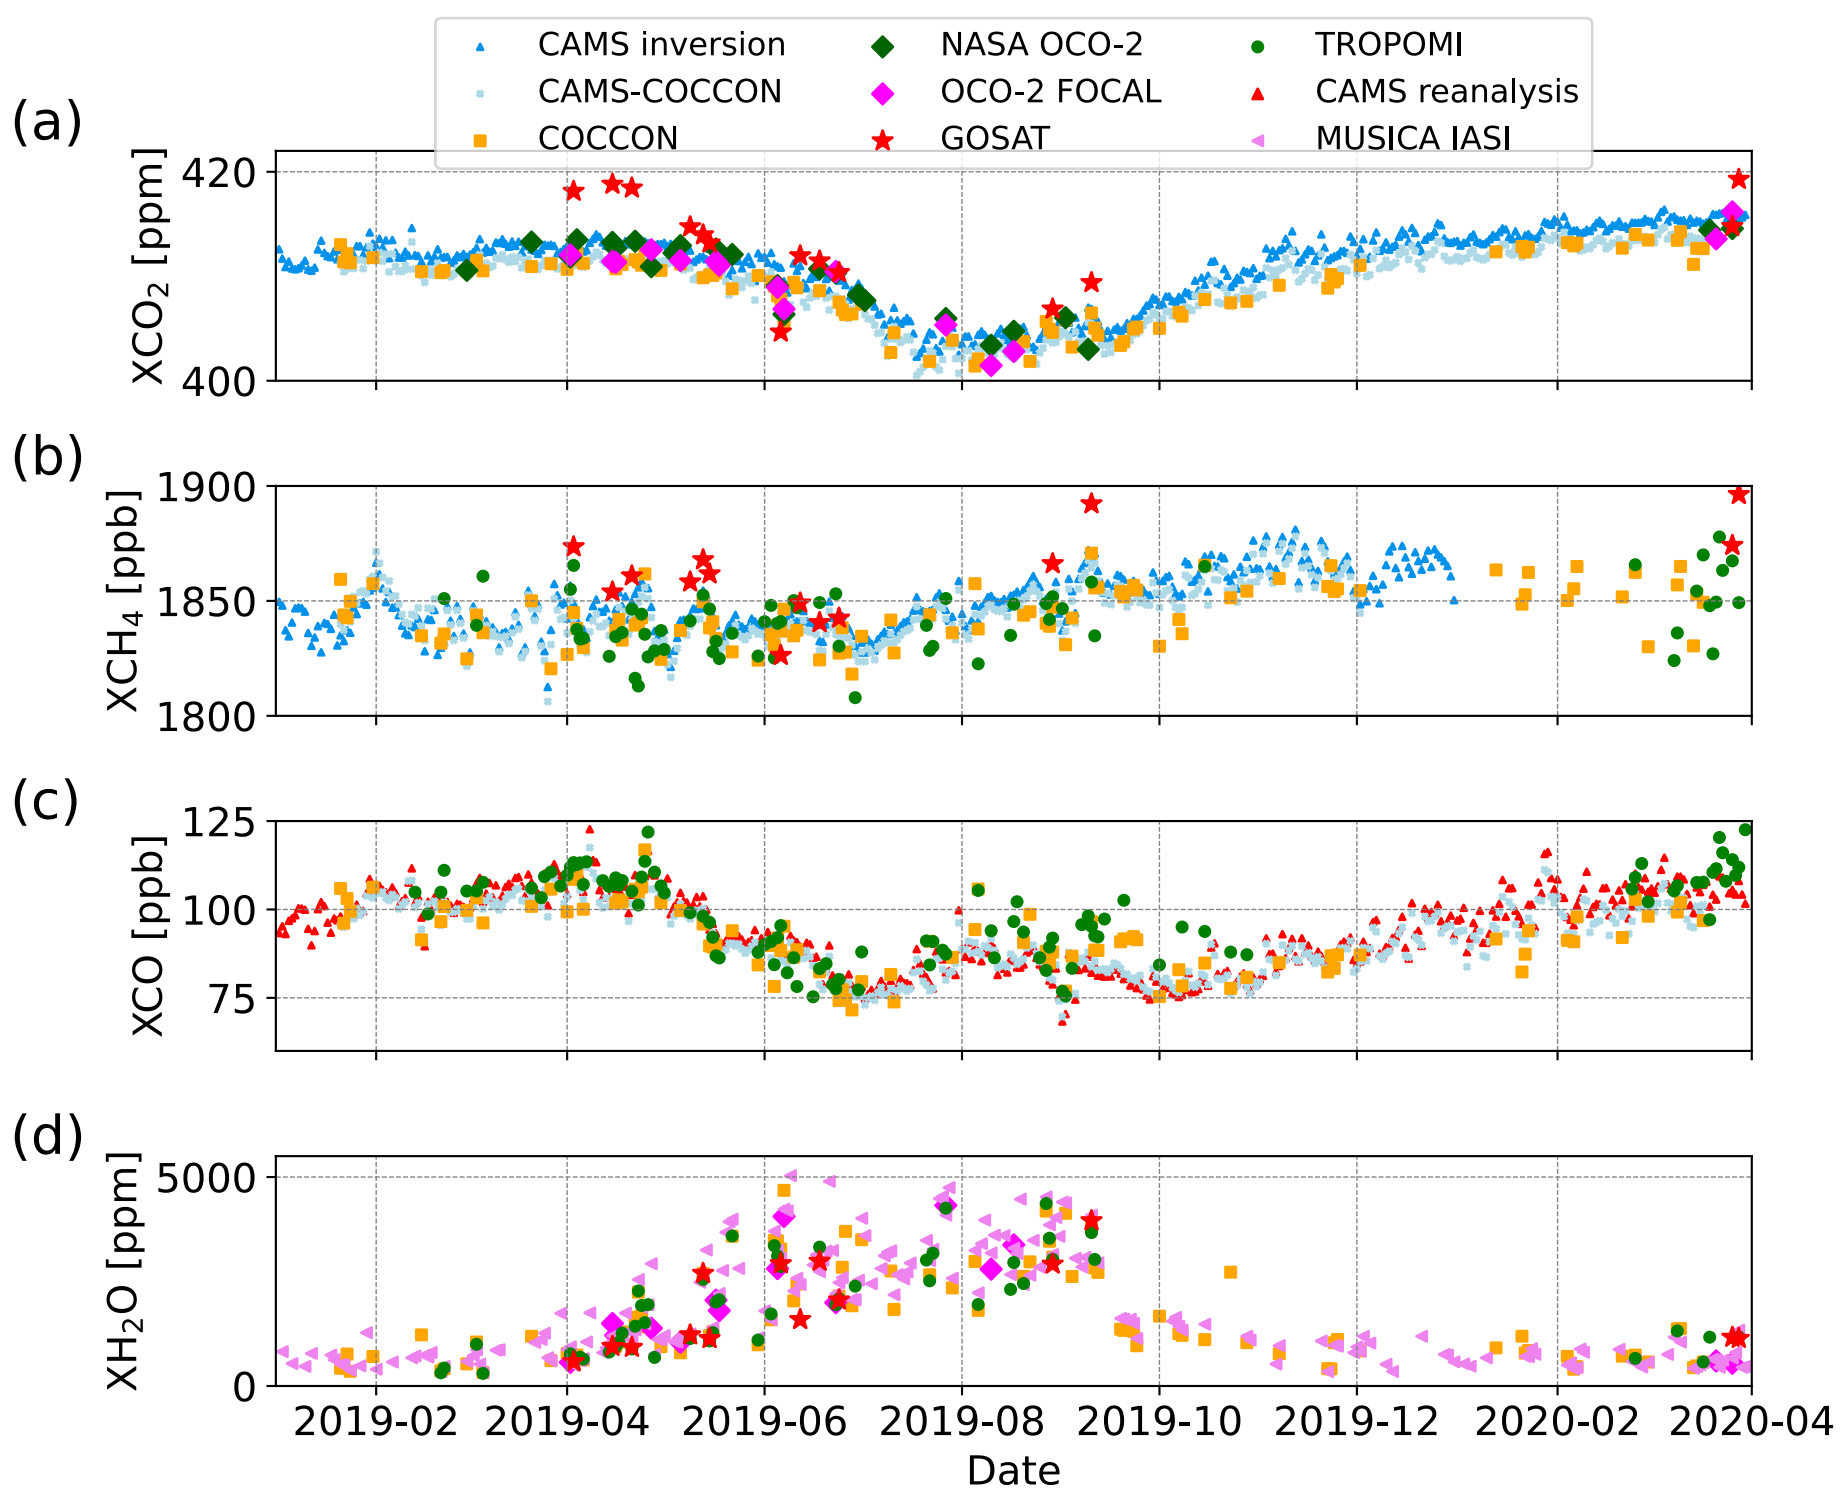 CAMS inversion NASA OCO-2 TROPOMI
CAMS-COCCON OCO-2 FOCAL CAMS reanalysis
COCCON GOSAT MUSICA IASI
(a)
XCO₂ [ppm]
420
400
(b)
XCH₄ [ppb]
1900
1850
1800
(c)
XCO [ppb]
125
100
75
(d)
XH₂O [ppm]
5000
0
2019-02 2019-04 2019-06 2019-08 2019-10 2019-12 2020-02 2020-04
Date